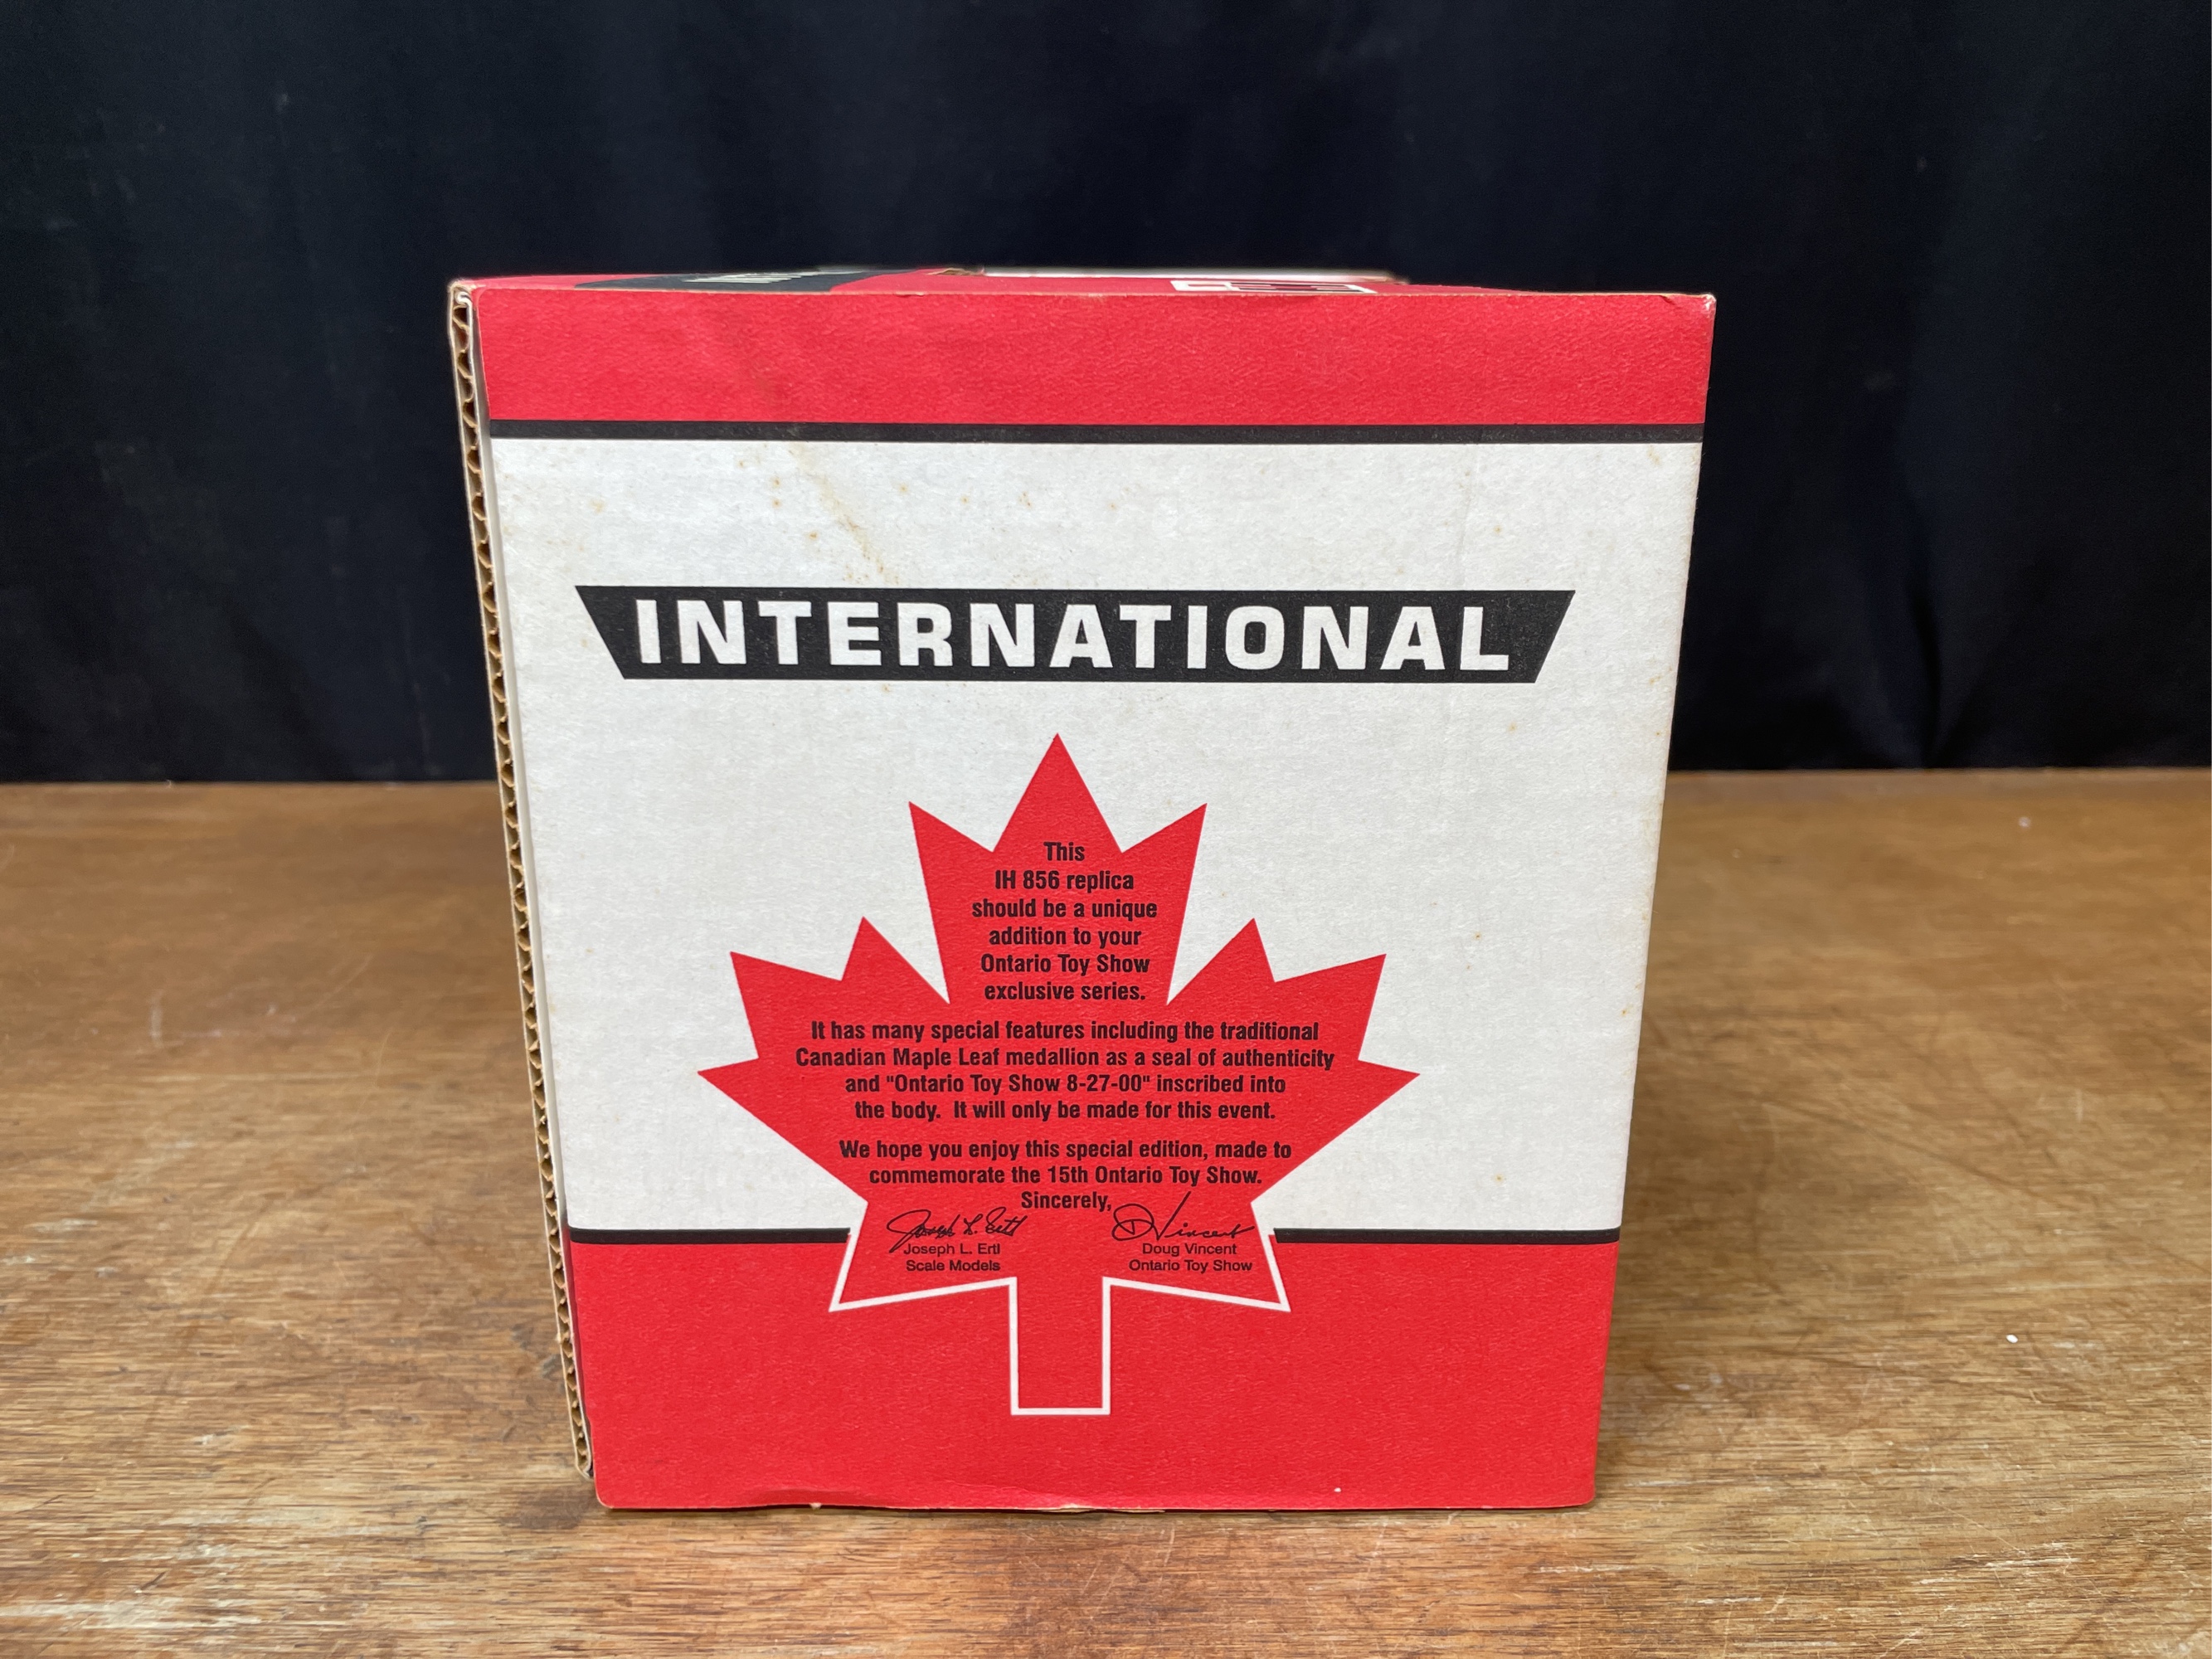 INTERNATIONAL
This
IH 856 replica
should be a unique
addition to your
Ontario Toy Show
exclusive series.
It has many special features including the traditional
Canadian Maple Leaf medallion as a seal of authenticity
and "Ontario Toy Show 8-27-00" inscribed into
the body. It will only be made for this event.
We hope you enjoy this special edition, made to
commemorate the 15th Ontario Toy Show.
Sincerely,
Joseph L. Ertl DVincent
Joseph L. Ertl Doug Vincent
Scale Models Ontario Toy Show